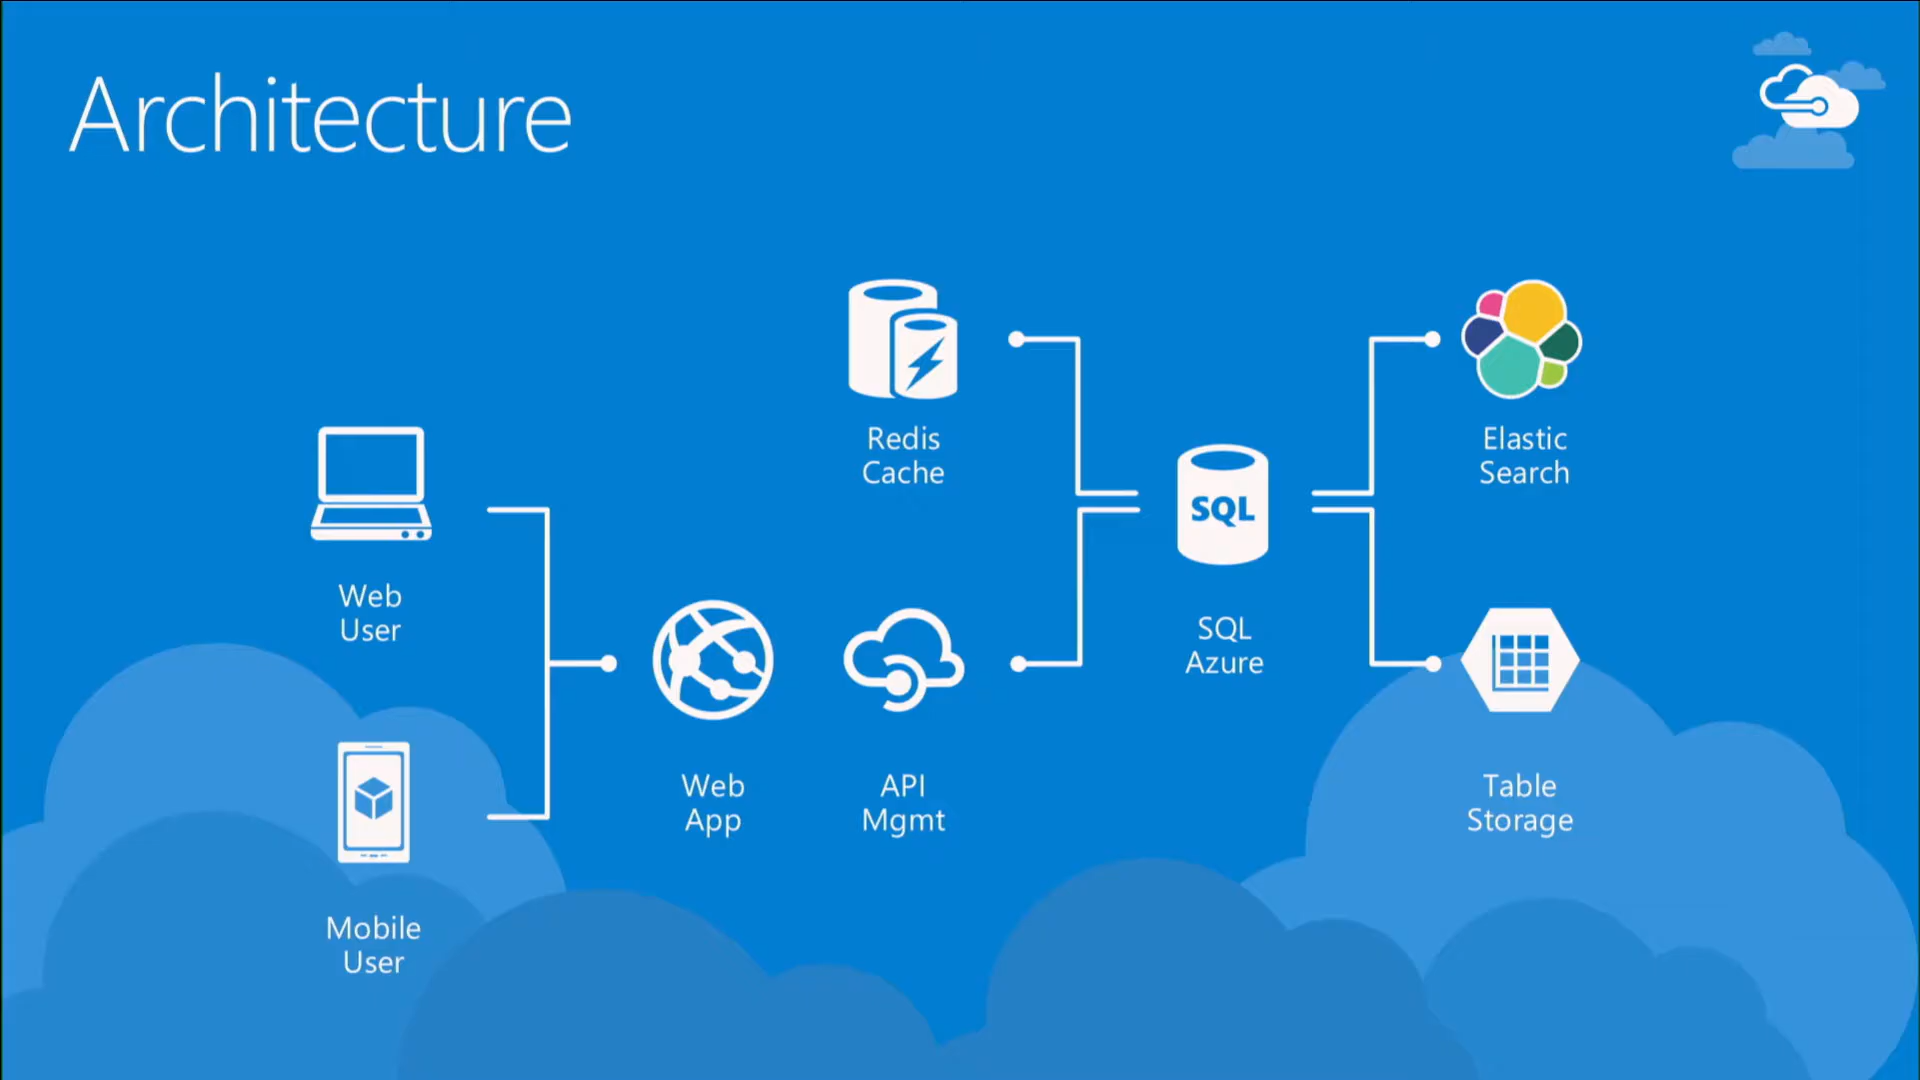 Architecture
Redis
Cache
Elastic
Search
SQL
Web
User
SQL
Azure
Web
App
API
Mgmt
Table
Storage
Mobile
User